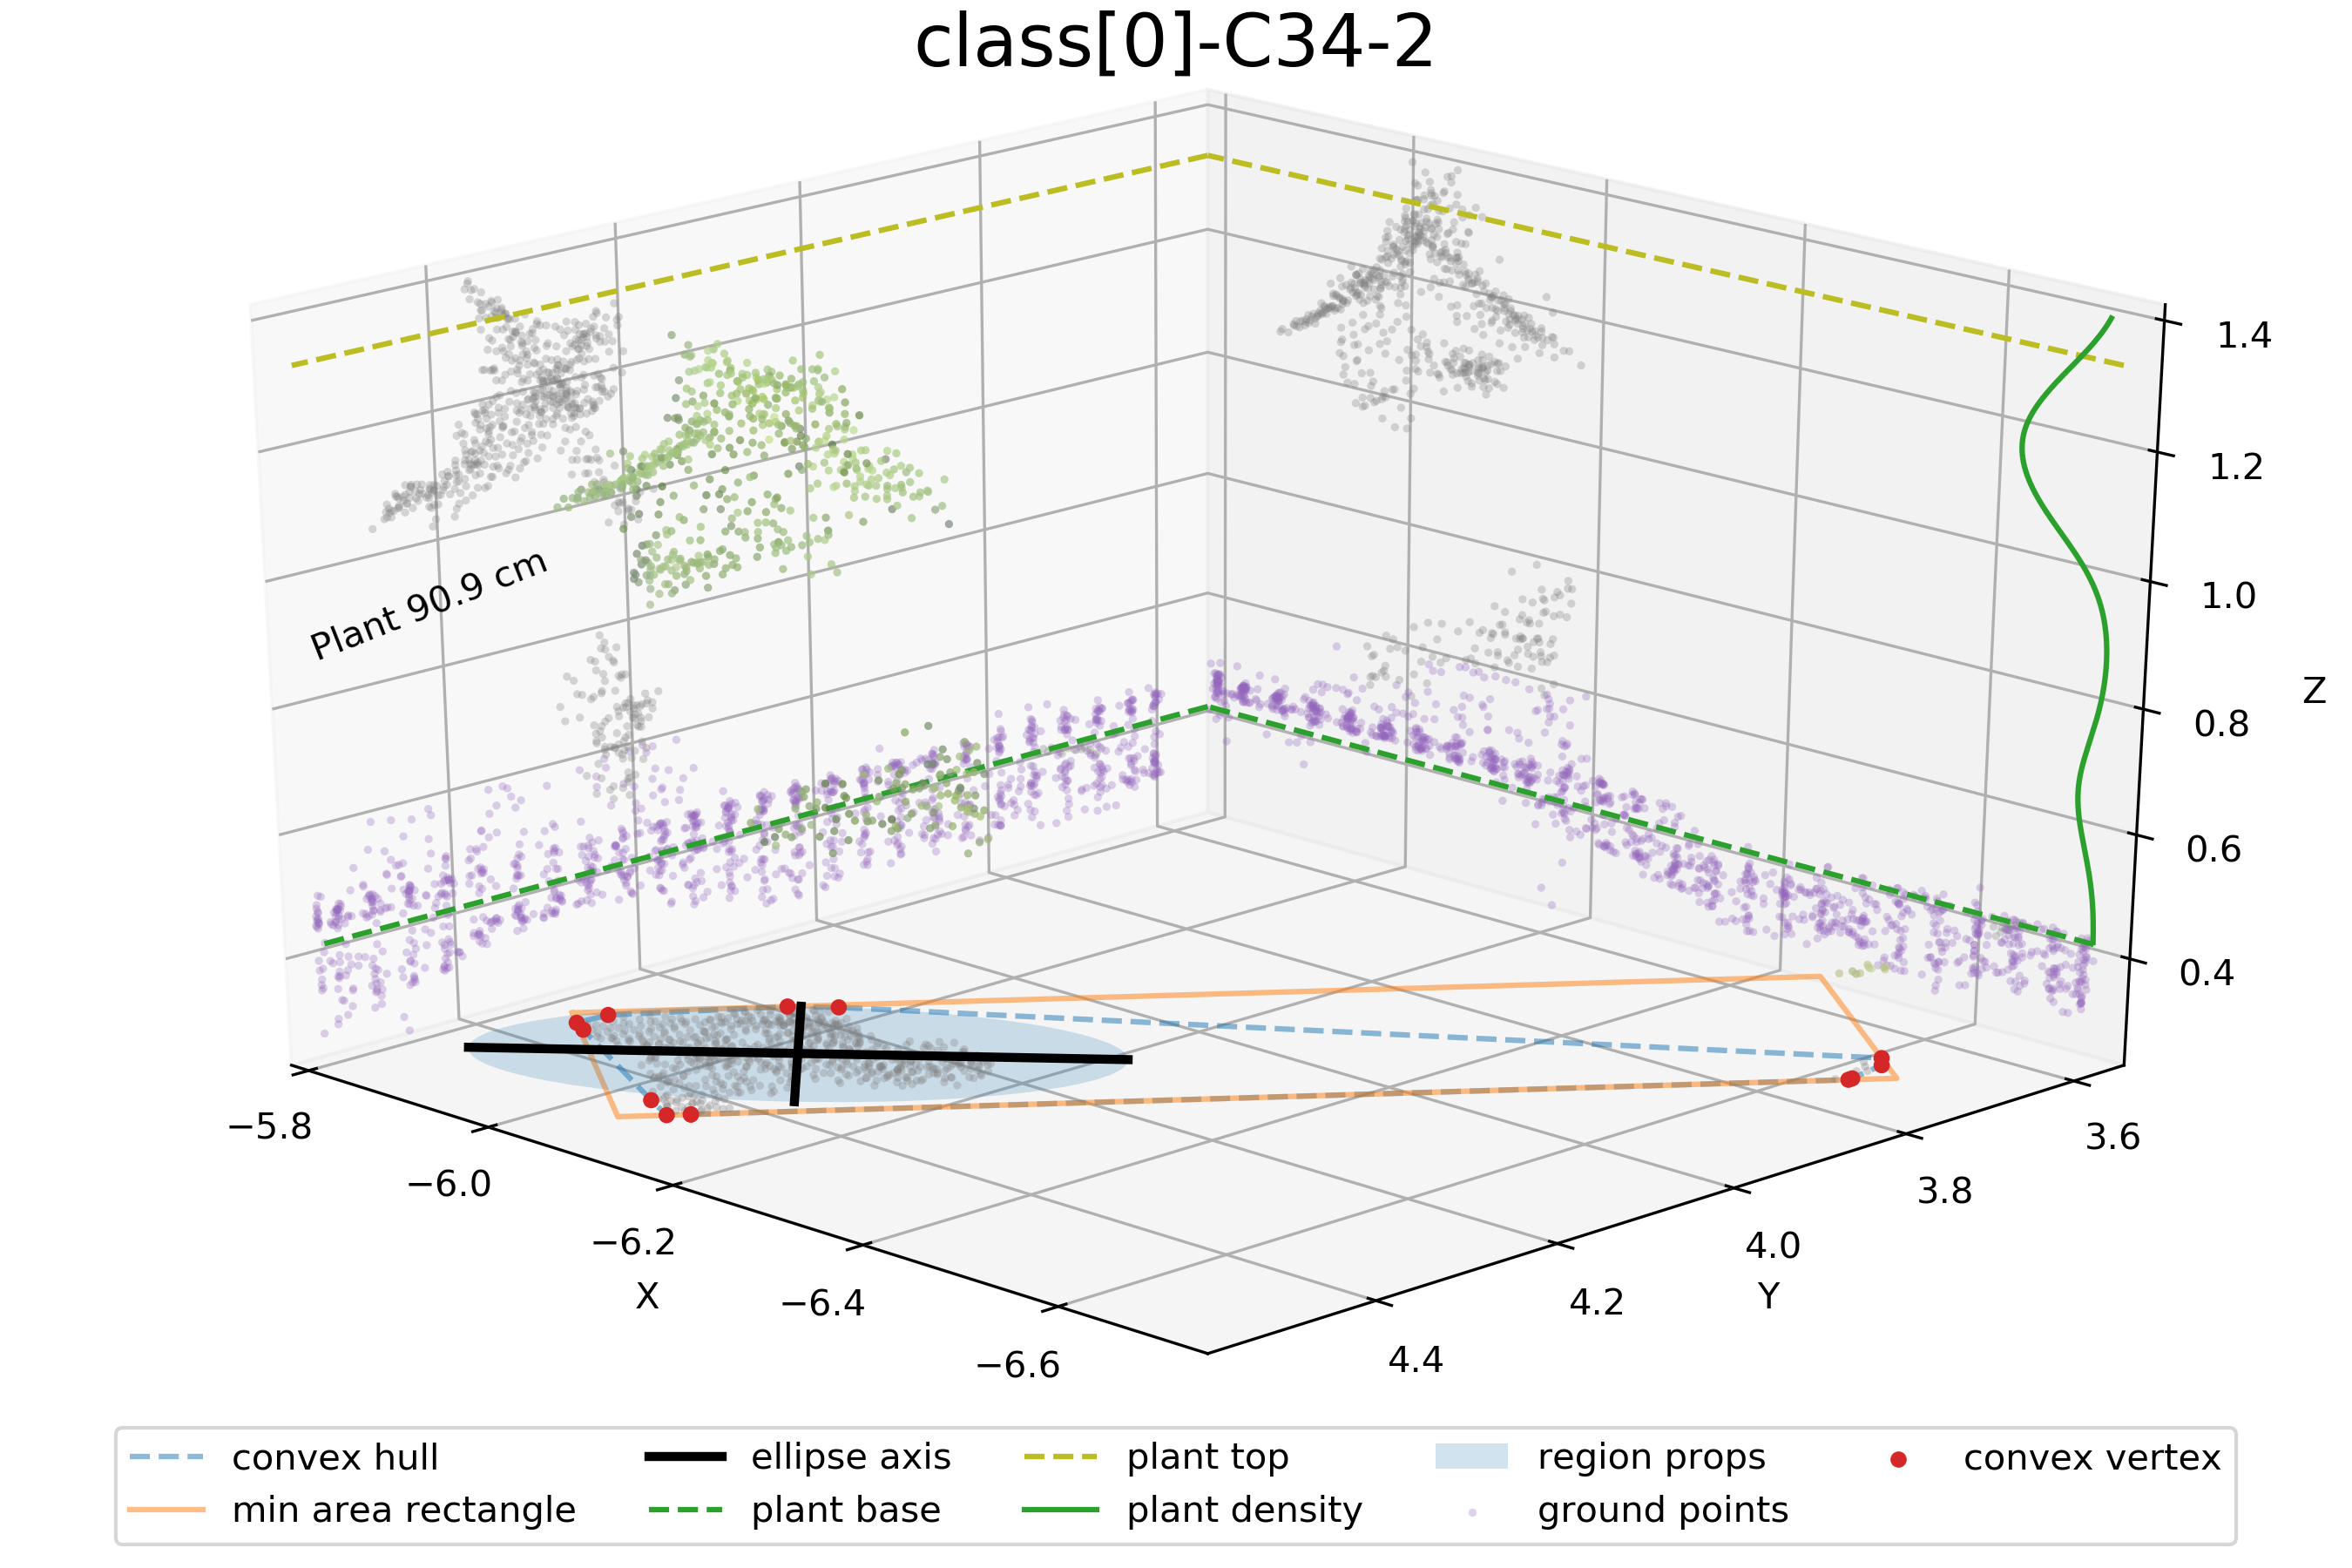 class[0]-C34-2
Plant 90.9 cm
1.4
1.2
1.0
0.8
0.6
0.4
Z
−5.8
−6.0
−6.2
−6.4
−6.6
X
4.4
4.2
4.0
3.8
3.6
Y
convex hull
min area rectangle
ellipse axis
plant base
plant top
plant density
region props
ground points
convex vertex